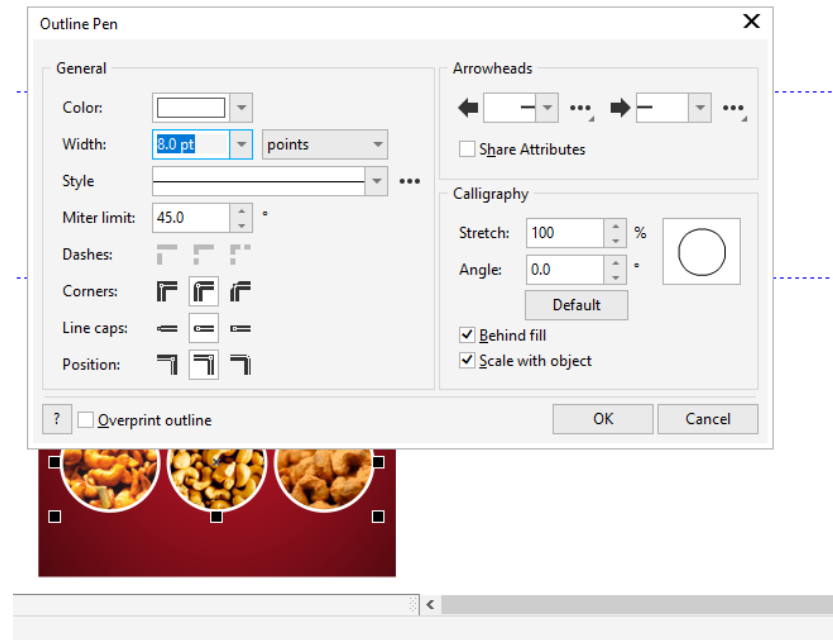 Outline Pen
General
Color:
Width: 8.0 pt points
Style
Miter limit: 45.0 °
Dashes:
Corners:
Line caps:
Position:
Arrowheads
Share Attributes
Calligraphy
Stretch: 100 %
Angle: 0.0 °
Default
Behind fill
Scale with object
? Overprint outline
OK Cancel